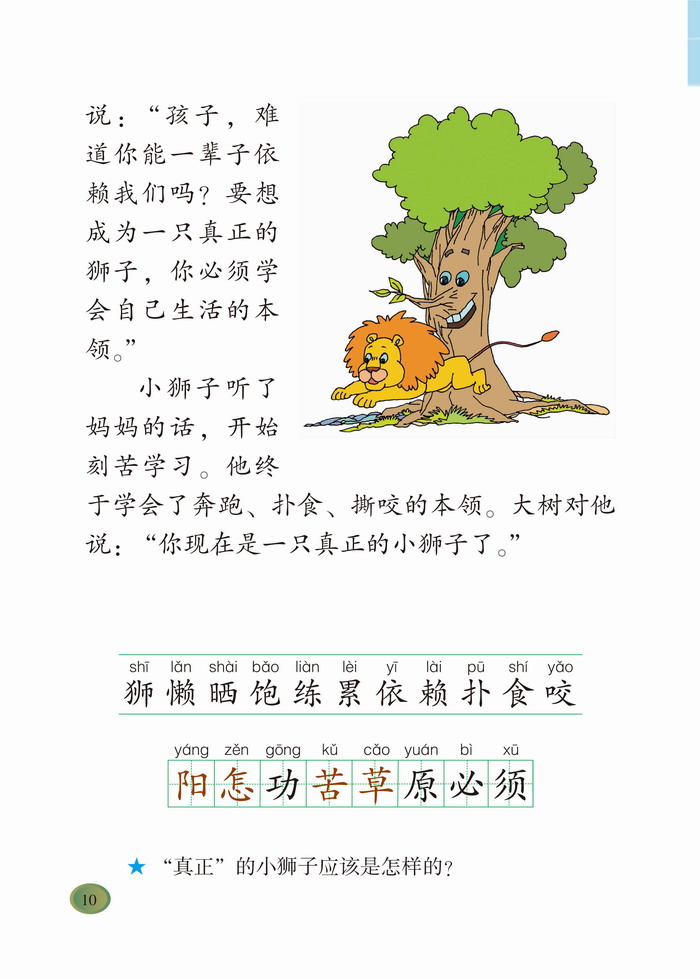 说：“孩子，难
道你能一辈子依
赖我们吗？要想
成为一只真正的
狮子，你必须学
会自己生活的本
领。”
小狮子听了
妈妈的话，开始
刻苦学习。他终
于学会了奔跑、扑食、撕咬的本领。大树对他
说：“你现在是一只真正的小狮子了。”
shī lǎn shài bǎo liàn lèi yī lài pū shí yǎo
狮 懒 晒 饱 练 累 依 赖 扑 食 咬
yáng zěn gōng kǔ cǎo yuán bì xū
阳 怎 功 苦 草 原 必 须
★ “真正”的小狮子应该是怎样的？
10